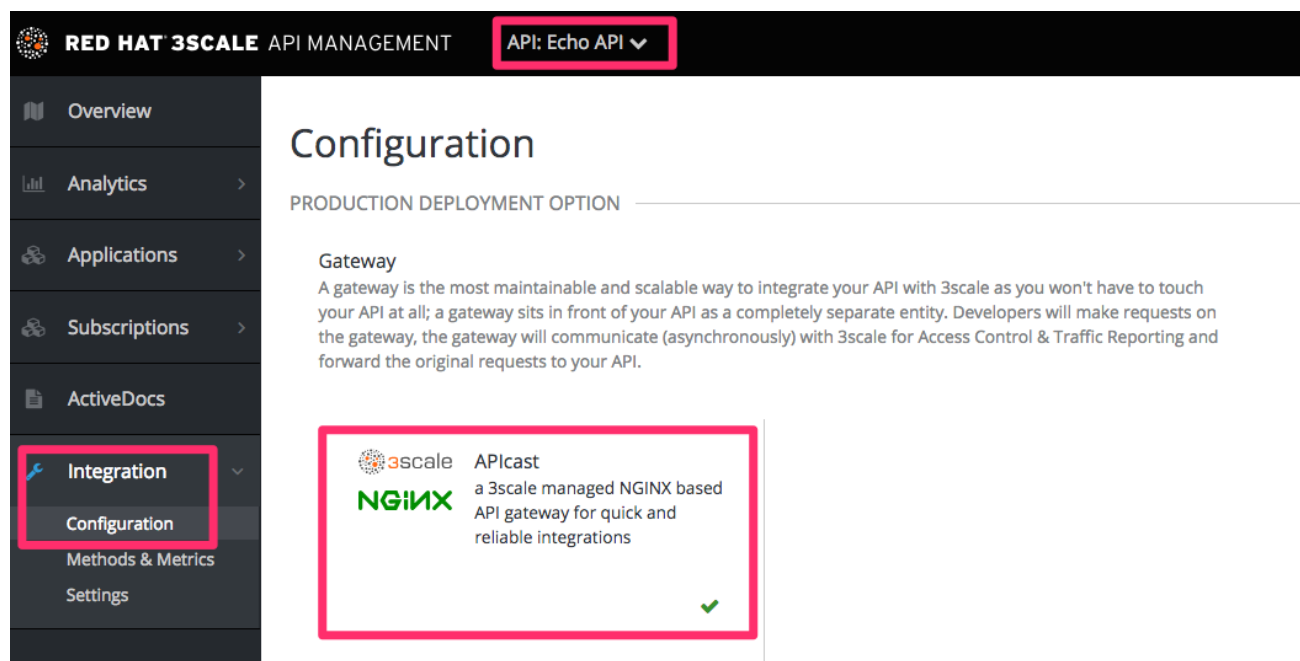 RED HAT 3SCALE API MANAGEMENT
API: Echo API
Overview
Analytics
Applications
Subscriptions
ActiveDocs
Integration
Configuration
Methods & Metrics
Settings
Configuration
PRODUCTION DEPLOYMENT OPTION
Gateway
A gateway is the most maintainable and scalable way to integrate your API with 3scale as you won't have to touch
your API at all; a gateway sits in front of your API as a completely separate entity. Developers will make requests on
the gateway, the gateway will communicate (asynchronously) with 3scale for Access Control & Traffic Reporting and
forward the original requests to your API.
3scale
NGINX
APIcast
a 3scale managed NGINX based
API gateway for quick and
reliable integrations